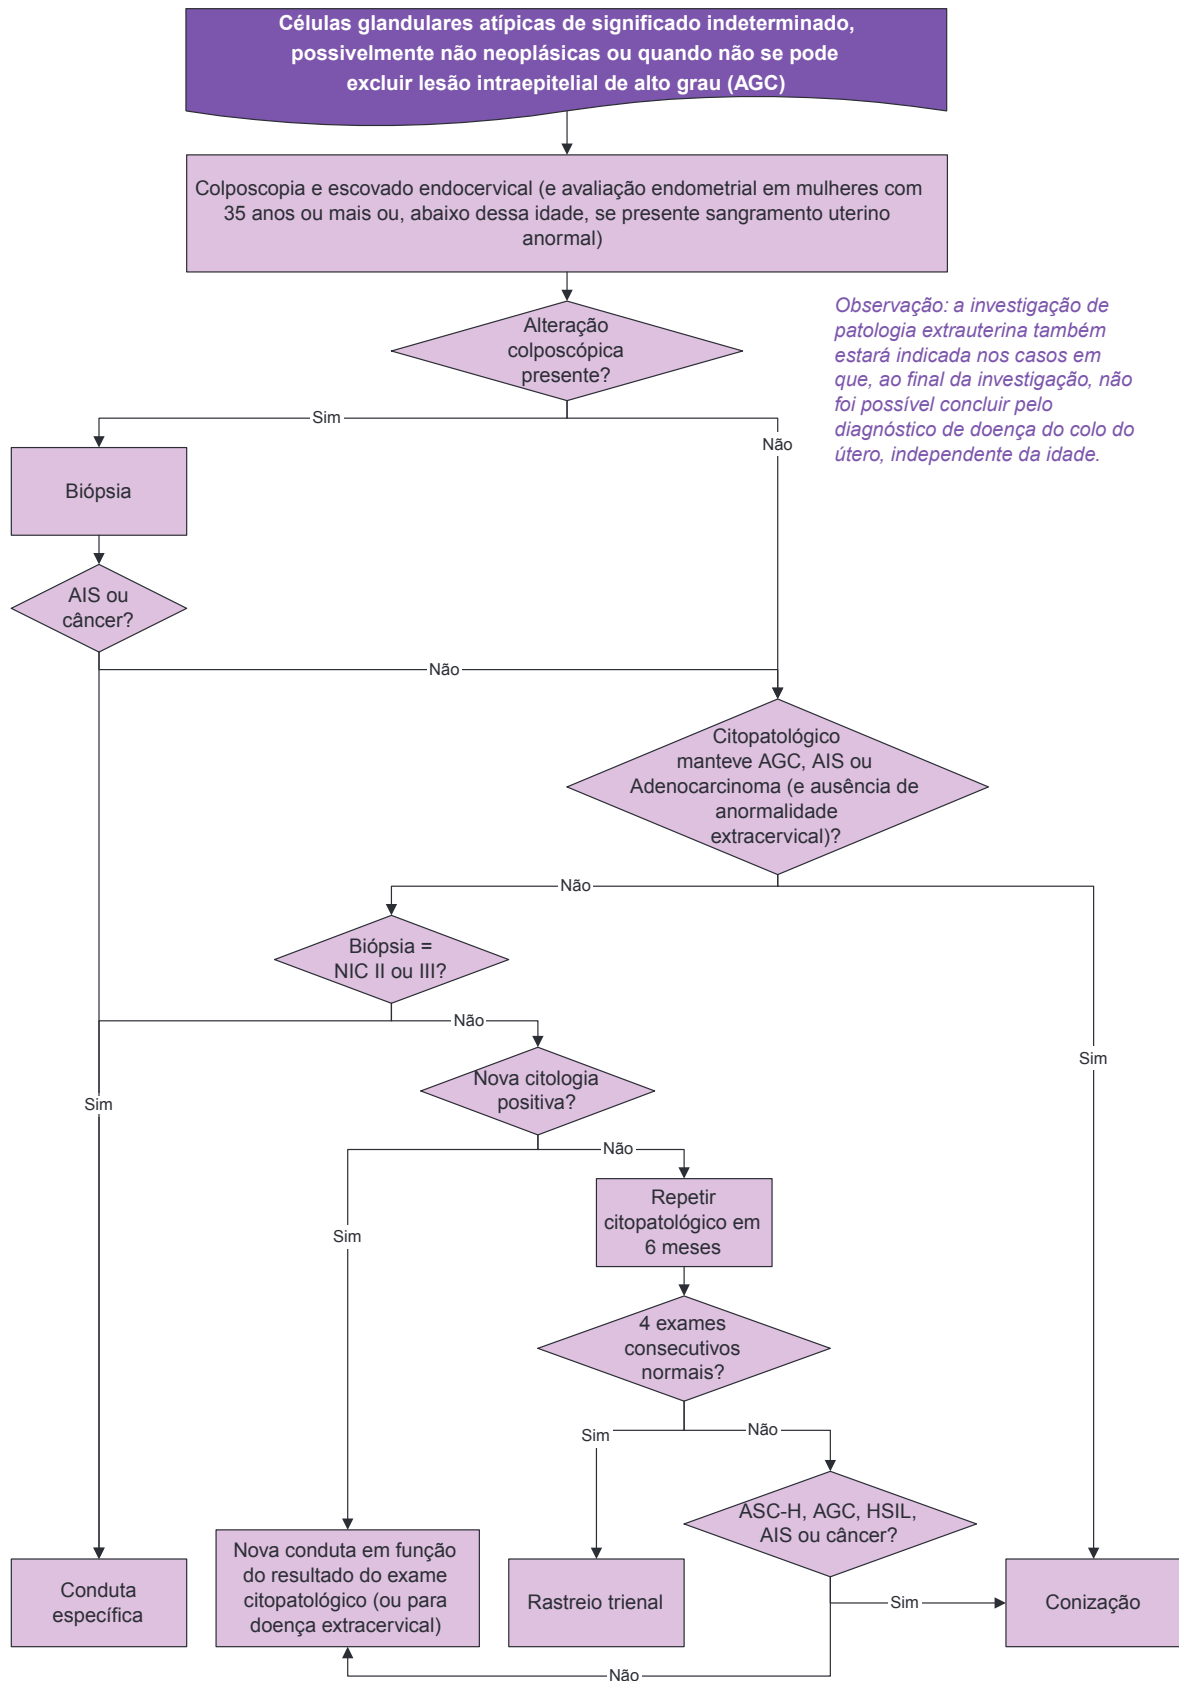 Células glandulares atípicas de significado indeterminado,
possivelmente não neoplásicas ou quando não se pode
excluir lesão intraepitelial de alto grau (AGC)
Colposcopia e escovado endocervical (e avaliação endometrial em mulheres com
35 anos ou mais ou, abaixo dessa idade, se presente sangramento uterino
anormal)
Alteração
colposcópica
presente?
Observação: a investigação de
patologia extrauterina também
estará indicada nos casos em
que, ao final da investigação, não
foi possível concluir pelo
diagnóstico de doença do colo do
útero, independente da idade.
Sim
Não
Biópsia
AIS ou
câncer?
Não
Citopatológico
manteve AGC, AIS ou
Adenocarcinoma (e ausência de
anormalidade
extracervical)?
Não
Biópsia =
NIC II ou III?
Não
Sim
Nova citologia
positiva?
Sim
Não
Repetir
citopatológico em
6 meses
Sim
4 exames
consecutivos
normais?
Sim
Não
ASC-H, AGC, HSIL,
AIS ou câncer?
Conduta
específica
Nova conduta em função
do resultado do exame
citopatológico (ou para
doença extracervical)
Rastreio trienal
Sim
Conização
Não